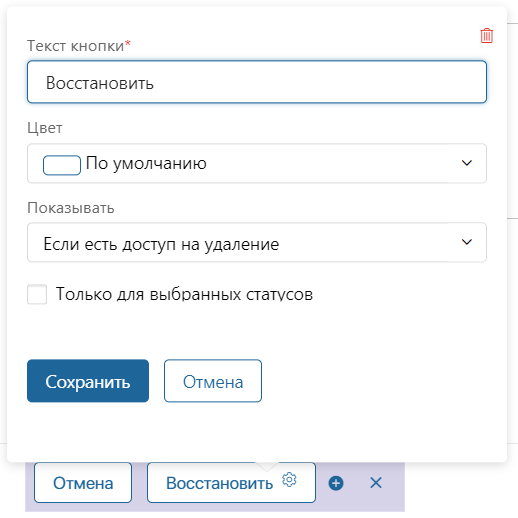 Текст кнопки*
Восстановить
Цвет
По умолчанию
Показывать
Если есть доступ на удаление
Только для выбранных статусов
Сохранить Отмена
Отмена Восстановить